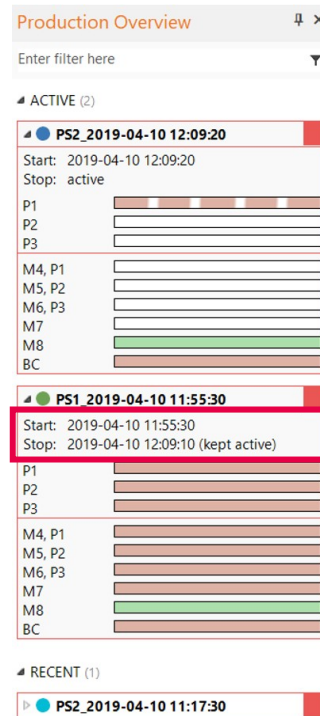 Production Overview
Enter filter here
ACTIVE (2)
PS2_2019-04-10 12:09:20
Start: 2019-04-10 12:09:20
Stop: active
P1
P2
P3
M4, P1
M5, P2
M6, P3
M7
M8
BC
PS1_2019-04-10 11:55:30
Start: 2019-04-10 11:55:30
Stop: 2019-04-10 12:09:10 (kept active)
P1
P2
P3
M4, P1
M5, P2
M6, P3
M7
M8
BC
RECENT (1)
PS2_2019-04-10 11:17:30